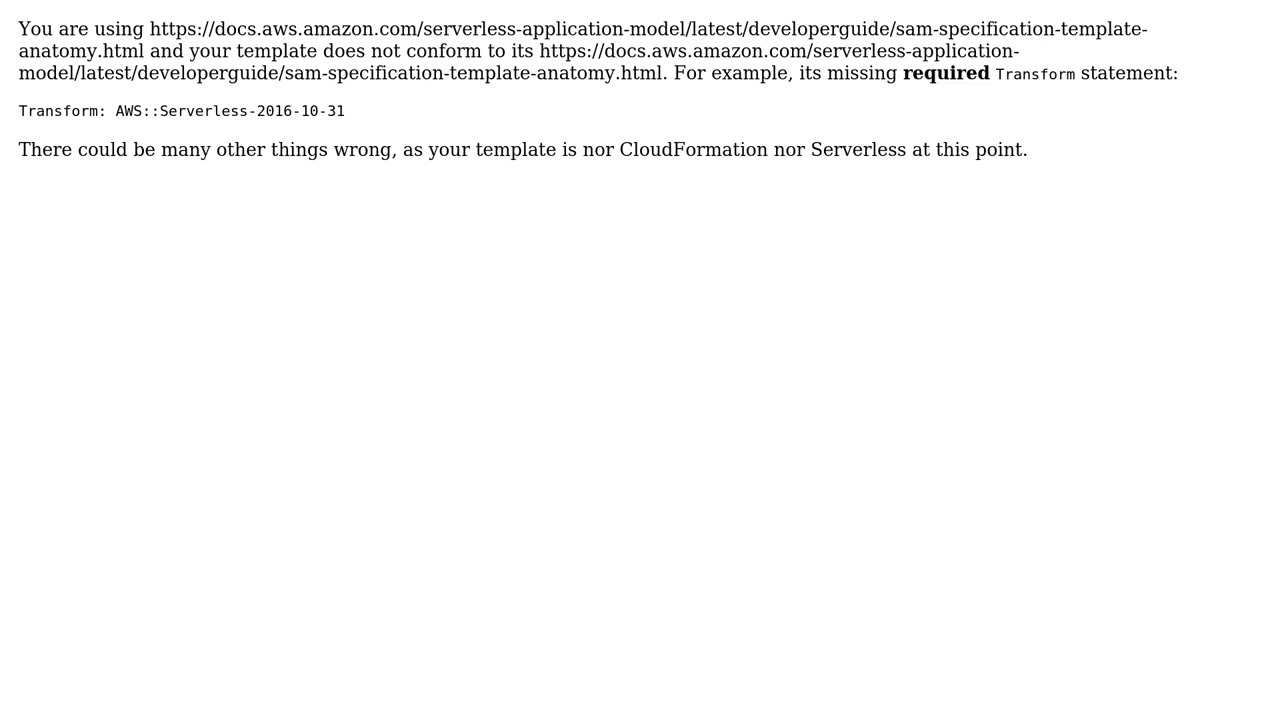 You are using https://docs.aws.amazon.com/serverless-application-model/latest/developerguide/sam-specification-template-
anatomy.html and your template does not conform to its https://docs.aws.amazon.com/serverless-application-
model/latest/developerguide/sam-specification-template-anatomy.html. For example, its missing required Transform statement:
Transform: AWS::Serverless-2016-10-31
There could be many other things wrong, as your template is nor CloudFormation nor Serverless at this point.